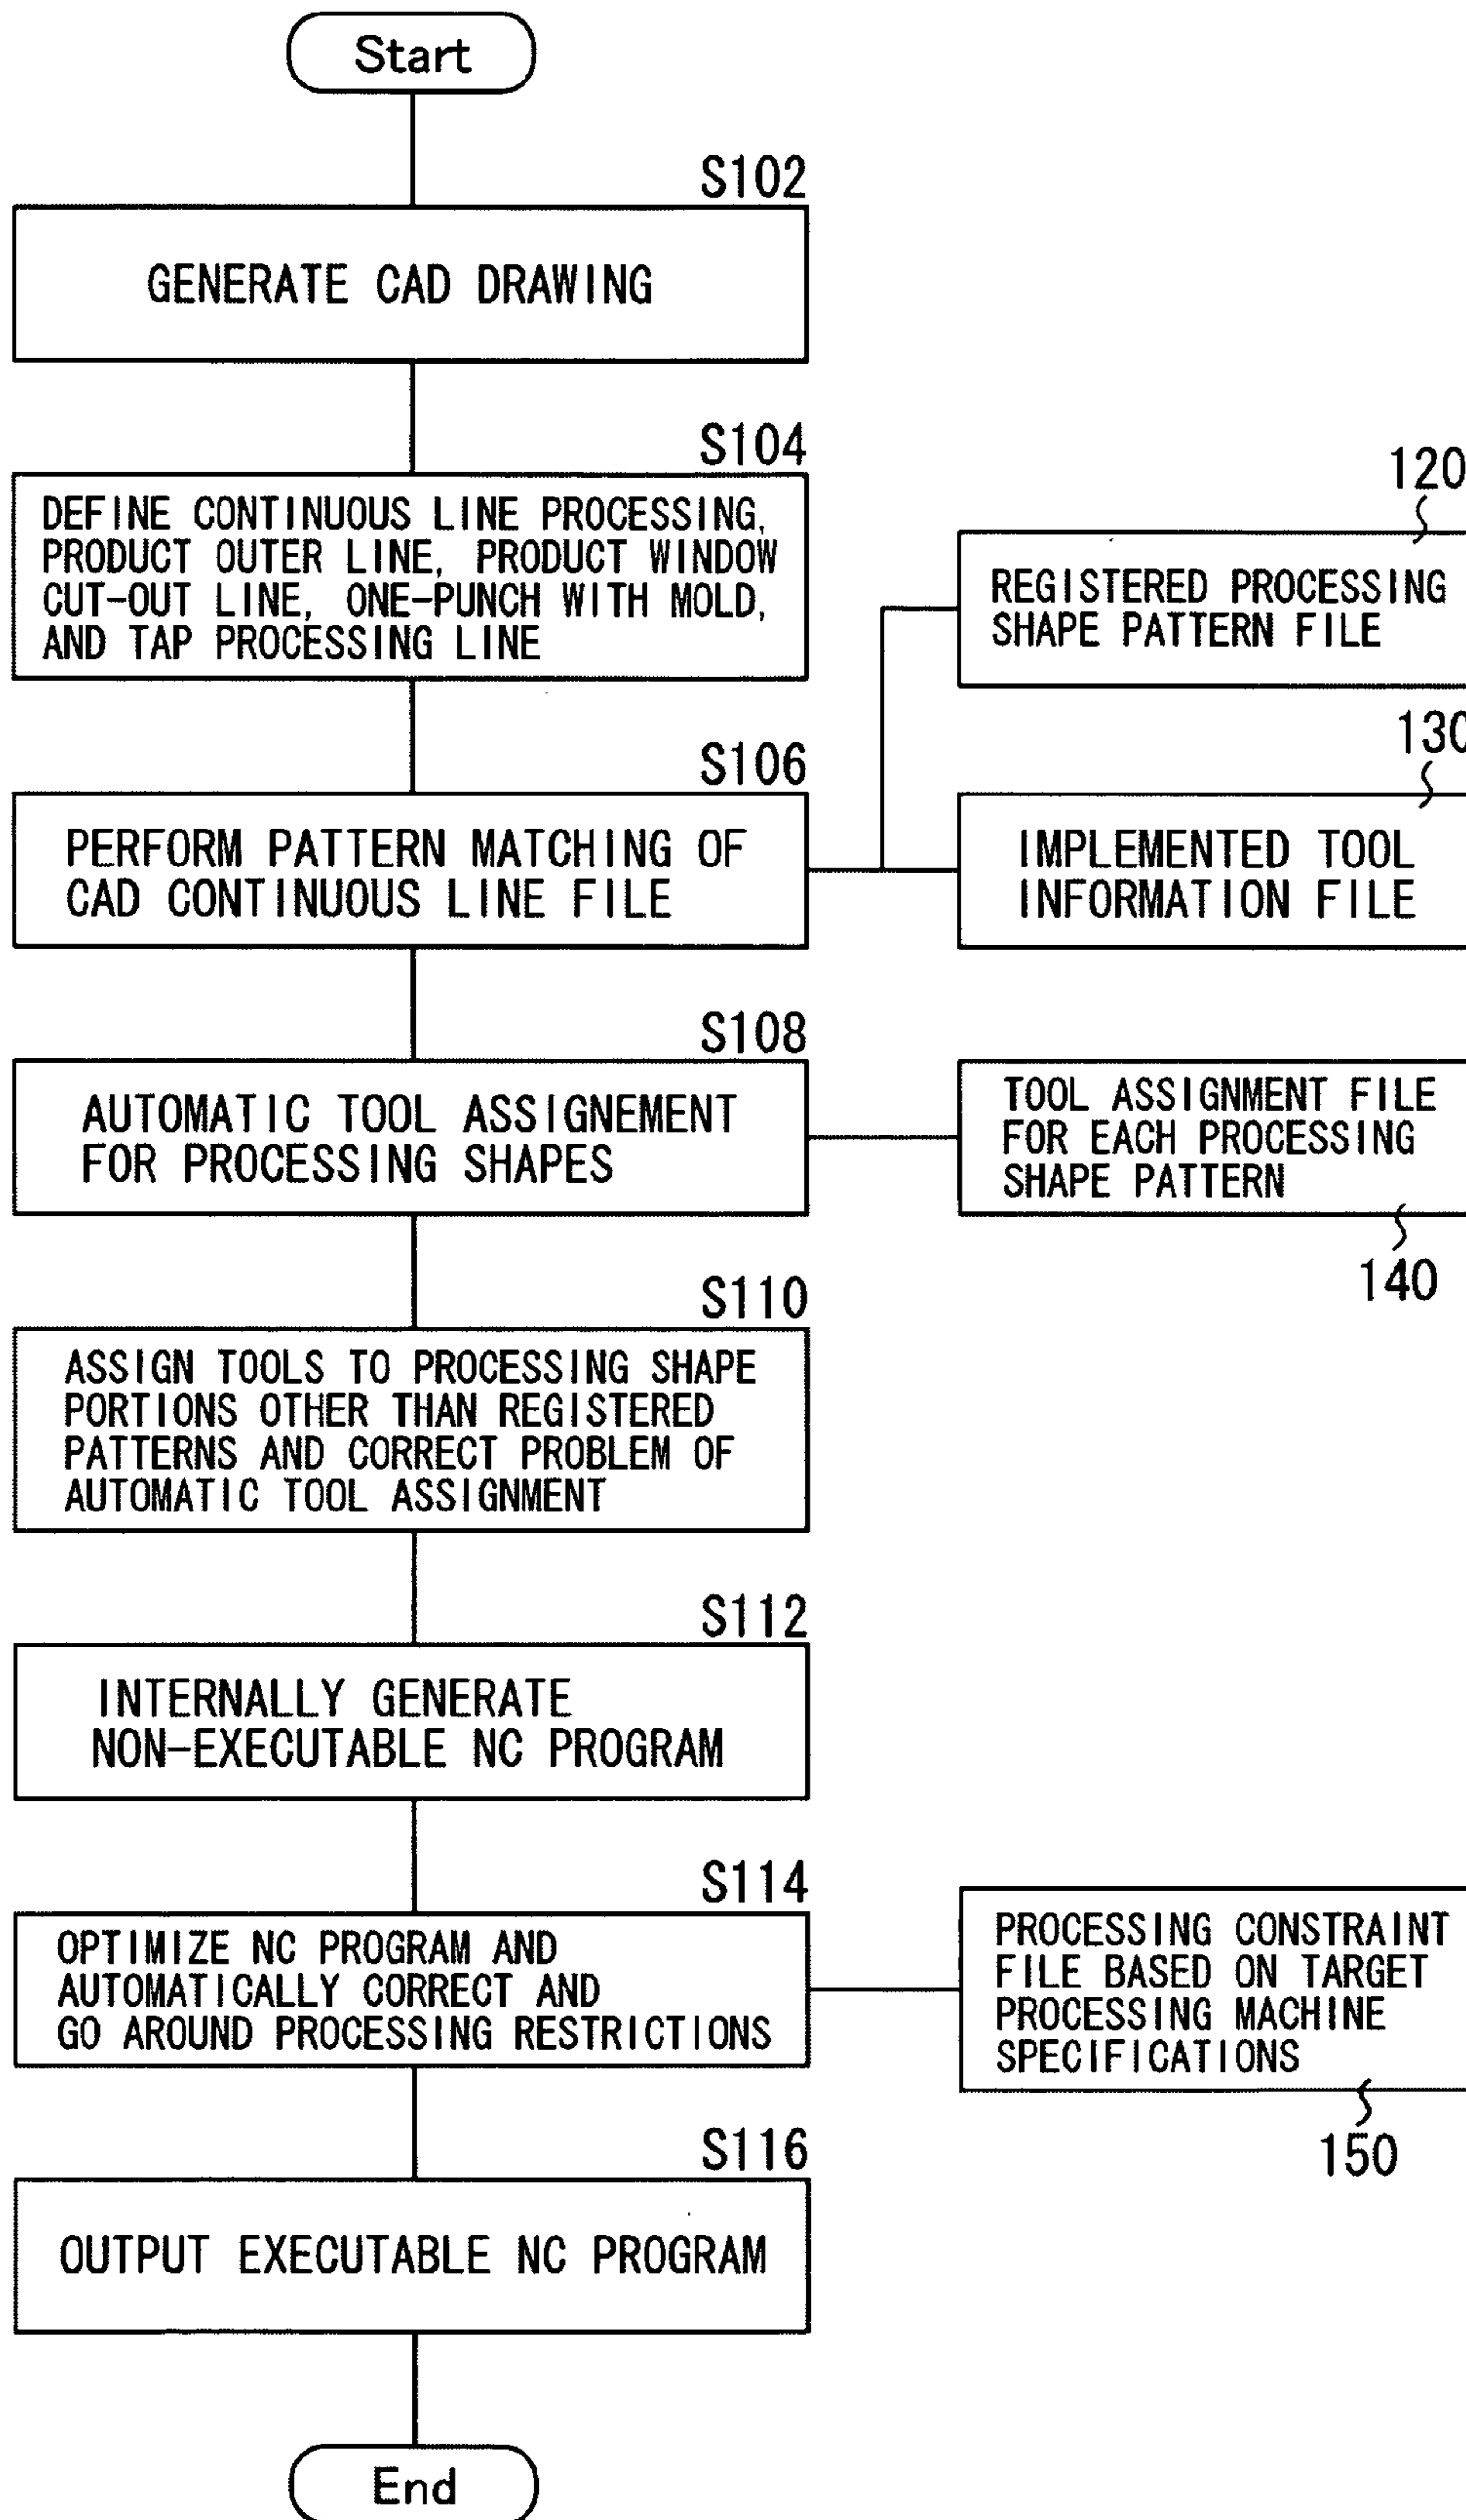 Start
S102
GENERATE CAD DRAWING
S104
DEFINE CONTINUOUS LINE PROCESSING,
PRODUCT OUTER LINE, PRODUCT WINDOW
CUT-OUT LINE, ONE-PUNCH WITH MOLD,
AND TAP PROCESSING LINE
120
REGISTERED PROCESSING
SHAPE PATTERN FILE
S106
PERFORM PATTERN MATCHING OF
CAD CONTINUOUS LINE FILE
130
IMPLEMENTED TOOL
INFORMATION FILE
S108
AUTOMATIC TOOL ASSIGNEMENT
FOR PROCESSING SHAPES
TOOL ASSIGNMENT FILE
FOR EACH PROCESSING
SHAPE PATTERN
140
S110
ASSIGN TOOLS TO PROCESSING SHAPE
PORTIONS OTHER THAN REGISTERED
PATTERNS AND CORRECT PROBLEM OF
AUTOMATIC TOOL ASSIGNMENT
S112
INTERNALLY GENERATE
NON-EXECUTABLE NC PROGRAM
S114
OPTIMIZE NC PROGRAM AND
AUTOMATICALLY CORRECT AND
GO AROUND PROCESSING RESTRICTIONS
PROCESSING CONSTRAINT
FILE BASED ON TARGET
PROCESSING MACHINE
SPECIFICATIONS
150
S116
OUTPUT EXECUTABLE NC PROGRAM
End